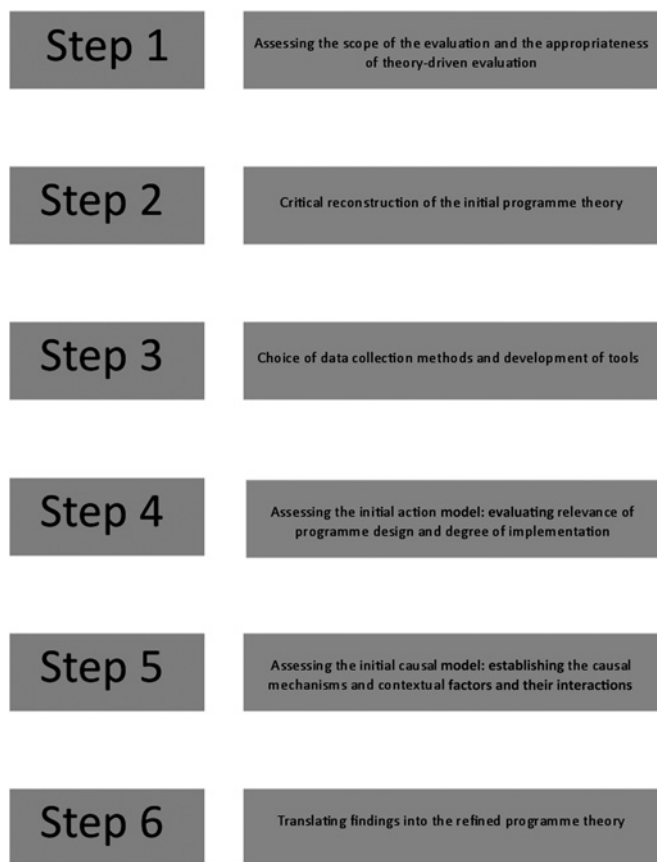 Step 1
Assessing the scope of the evaluation and the appropriateness
of theory-driven evaluation
Step 2
Critical reconstruction of the initial programme theory
Step 3
Choice of data collection methods and development of tools
Step 4
Assessing the initial action model: evaluating relevance of
programme design and degree of implementation
Step 5
Assessing the initial causal model: establishing the causal
mechanisms and contextual factors and their interactions
Step 6
Translating findings into the refined programme theory